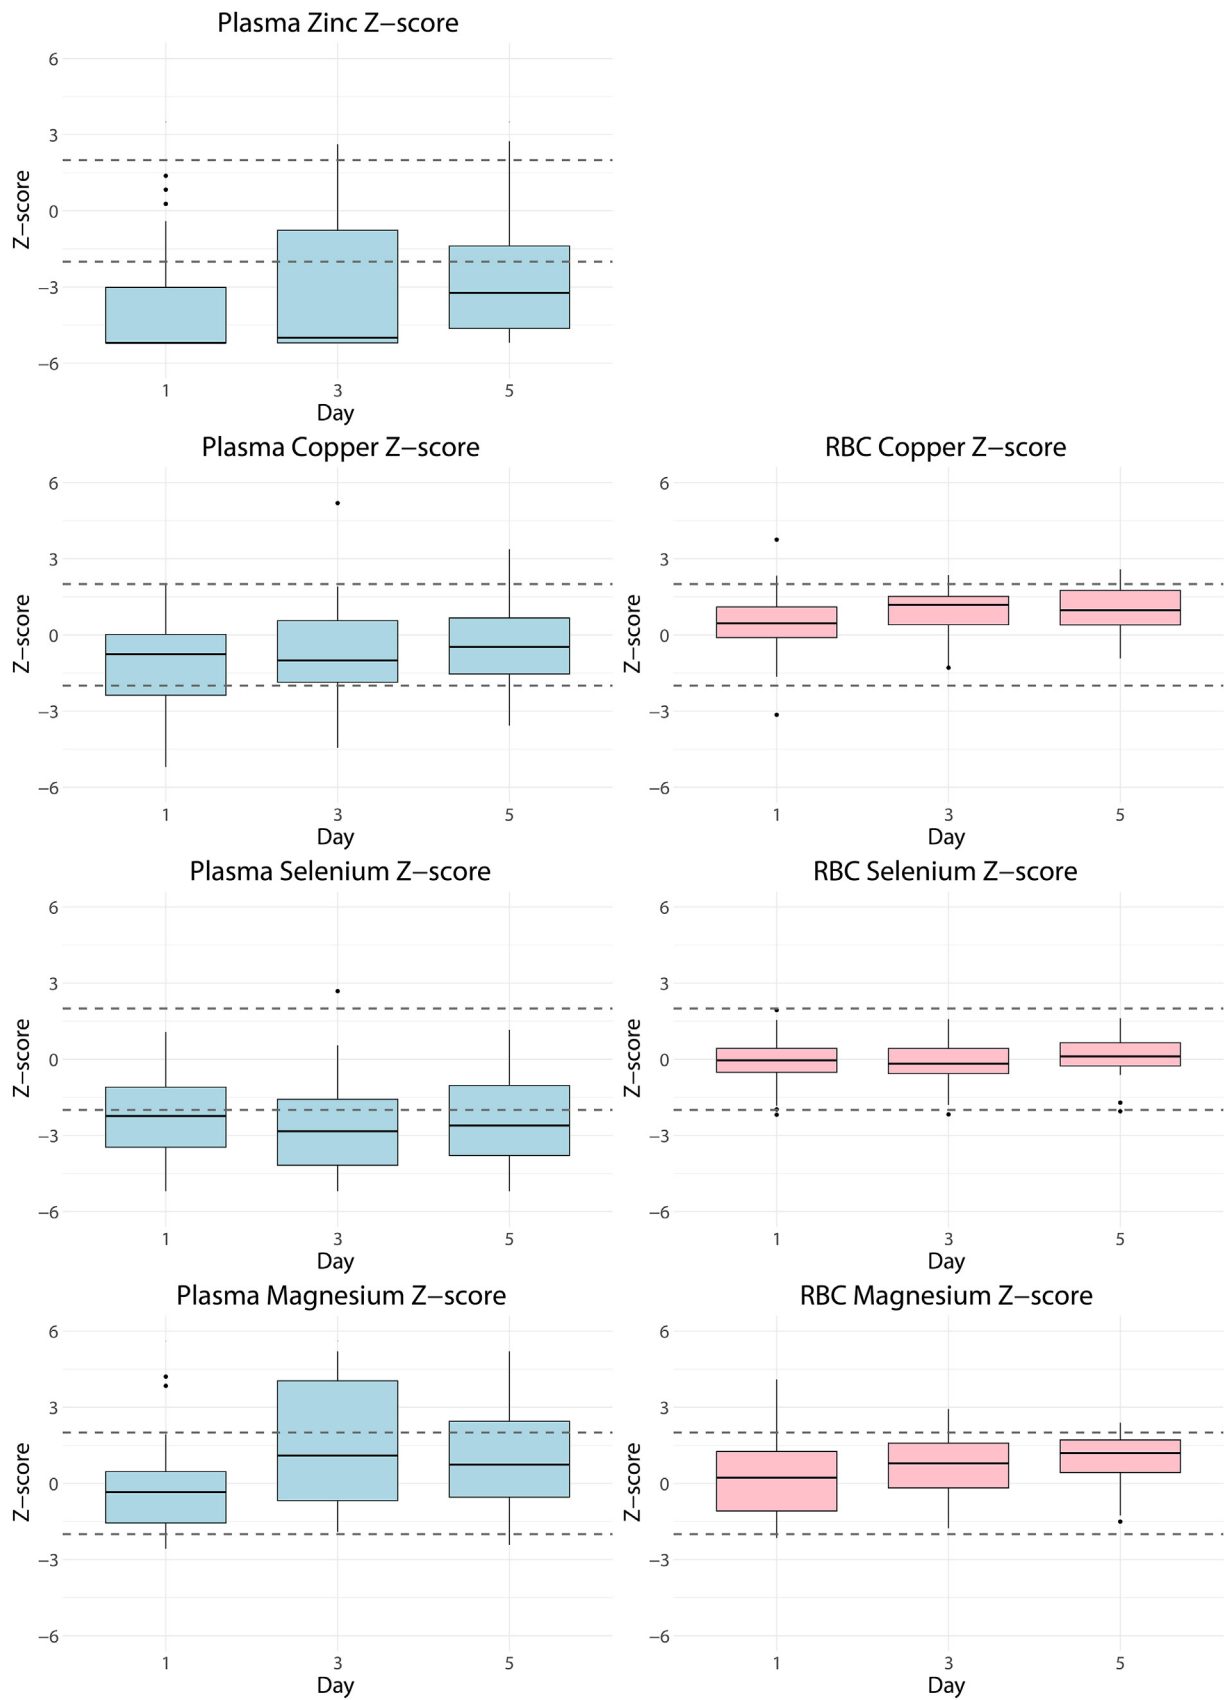 Plasma Zinc Z−score
6
3
0
−3
−6
Z−score
1 3 5
Day
Plasma Copper Z−score
6
3
0
−3
−6
Z−score
1 3 5
Day
RBC Copper Z−score
6
3
0
−3
−6
Z−score
1 3 5
Day
Plasma Selenium Z−score
6
3
0
−3
−6
Z−score
1 3 5
Day
RBC Selenium Z−score
6
3
0
−3
−6
Z−score
1 3 5
Day
Plasma Magnesium Z−score
6
3
0
−3
−6
Z−score
1 3 5
Day
RBC Magnesium Z−score
6
3
0
−3
−6
Z−score
1 3 5
Day